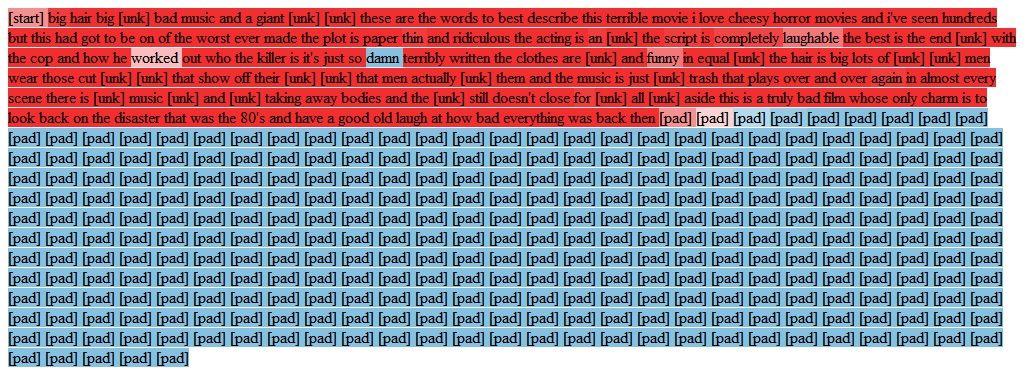 [start] big hair big [unk] bad music and a giant [unk] [unk] these are the words to best describe this terrible movie i love cheesy horror movies and i've seen hundreds
but this had got to be on of the worst ever made the plot is paper thin and ridiculous the acting is an [unk] the script is completely laughable the best is the end [unk] with
the cop and how he worked out who the killer is it's just so damn terribly written the clothes are [unk] and funny in equal [unk] the hair is big lots of [unk] [unk] men
wear those cut [unk] [unk] that show off their [unk] [unk] that men actually [unk] them and the music is just [unk] trash that plays over and over again in almost every
scene there is [unk] music [unk] and [unk] taking away bodies and the [unk] still doesn't close for [unk] all [unk] aside this is a truly bad film whose only charm is to
look back on the disaster that was the 80's and have a good old laugh at how bad everything was back then [pad] [pad] [pad] [pad] [pad] [pad] [pad] [pad] [pad]
[pad] [pad] [pad] [pad] [pad] [pad] [pad] [pad] [pad] [pad] [pad] [pad] [pad] [pad] [pad] [pad] [pad] [pad] [pad] [pad] [pad] [pad] [pad] [pad] [pad] [pad] [pad]
[pad] [pad] [pad] [pad] [pad] [pad] [pad] [pad] [pad] [pad] [pad] [pad] [pad] [pad] [pad] [pad] [pad] [pad] [pad] [pad] [pad] [pad] [pad] [pad] [pad] [pad] [pad]
[pad] [pad] [pad] [pad] [pad] [pad] [pad] [pad] [pad] [pad] [pad] [pad] [pad] [pad] [pad] [pad] [pad] [pad] [pad] [pad] [pad] [pad] [pad] [pad] [pad] [pad] [pad]
[pad] [pad] [pad] [pad] [pad] [pad] [pad] [pad] [pad] [pad] [pad] [pad] [pad] [pad] [pad] [pad] [pad] [pad] [pad] [pad] [pad] [pad] [pad] [pad] [pad] [pad] [pad]
[pad] [pad] [pad] [pad] [pad] [pad] [pad] [pad] [pad] [pad] [pad] [pad] [pad] [pad] [pad] [pad] [pad] [pad] [pad] [pad] [pad] [pad] [pad] [pad] [pad] [pad] [pad]
[pad] [pad] [pad] [pad] [pad] [pad] [pad] [pad] [pad] [pad] [pad] [pad] [pad] [pad] [pad] [pad] [pad] [pad] [pad] [pad] [pad] [pad] [pad] [pad] [pad] [pad] [pad]
[pad] [pad] [pad] [pad] [pad] [pad] [pad] [pad] [pad] [pad] [pad] [pad] [pad] [pad] [pad] [pad] [pad] [pad] [pad] [pad] [pad] [pad] [pad] [pad] [pad] [pad] [pad]
[pad] [pad] [pad] [pad] [pad] [pad] [pad] [pad] [pad] [pad] [pad] [pad] [pad] [pad] [pad] [pad] [pad] [pad] [pad] [pad] [pad] [pad] [pad] [pad] [pad] [pad] [pad]
[pad] [pad] [pad] [pad] [pad] [pad] [pad] [pad] [pad] [pad] [pad] [pad] [pad] [pad] [pad] [pad] [pad] [pad] [pad] [pad] [pad] [pad] [pad] [pad] [pad] [pad] [pad]
[pad] [pad] [pad] [pad] [pad] [pad] [pad] [pad] [pad] [pad] [pad] [pad] [pad] [pad] [pad] [pad] [pad] [pad] [pad] [pad] [pad] [pad] [pad] [pad] [pad] [pad] [pad]
[pad] [pad] [pad] [pad] [pad] [pad] [pad] [pad] [pad] [pad] [pad] [pad] [pad] [pad] [pad] [pad] [pad] [pad] [pad] [pad] [pad] [pad] [pad] [pad] [pad] [pad] [pad]
[pad] [pad] [pad] [pad] [pad]